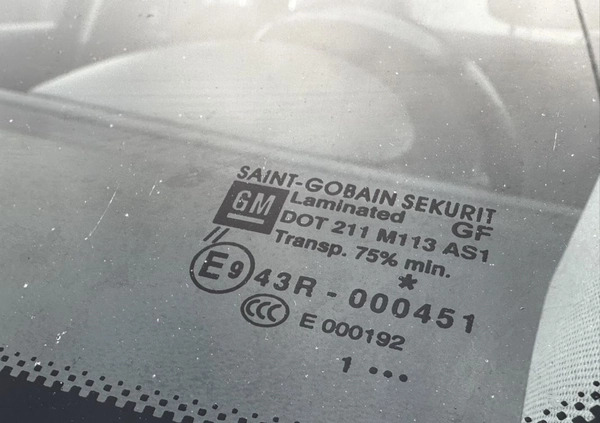 SAINT-GOBAIN SEKURIT
GM Laminated GF
DOT 211 M113 AS1
Transp. 75% min.
//
*
E9 43R - 000451
CCC E 000192
1 •••